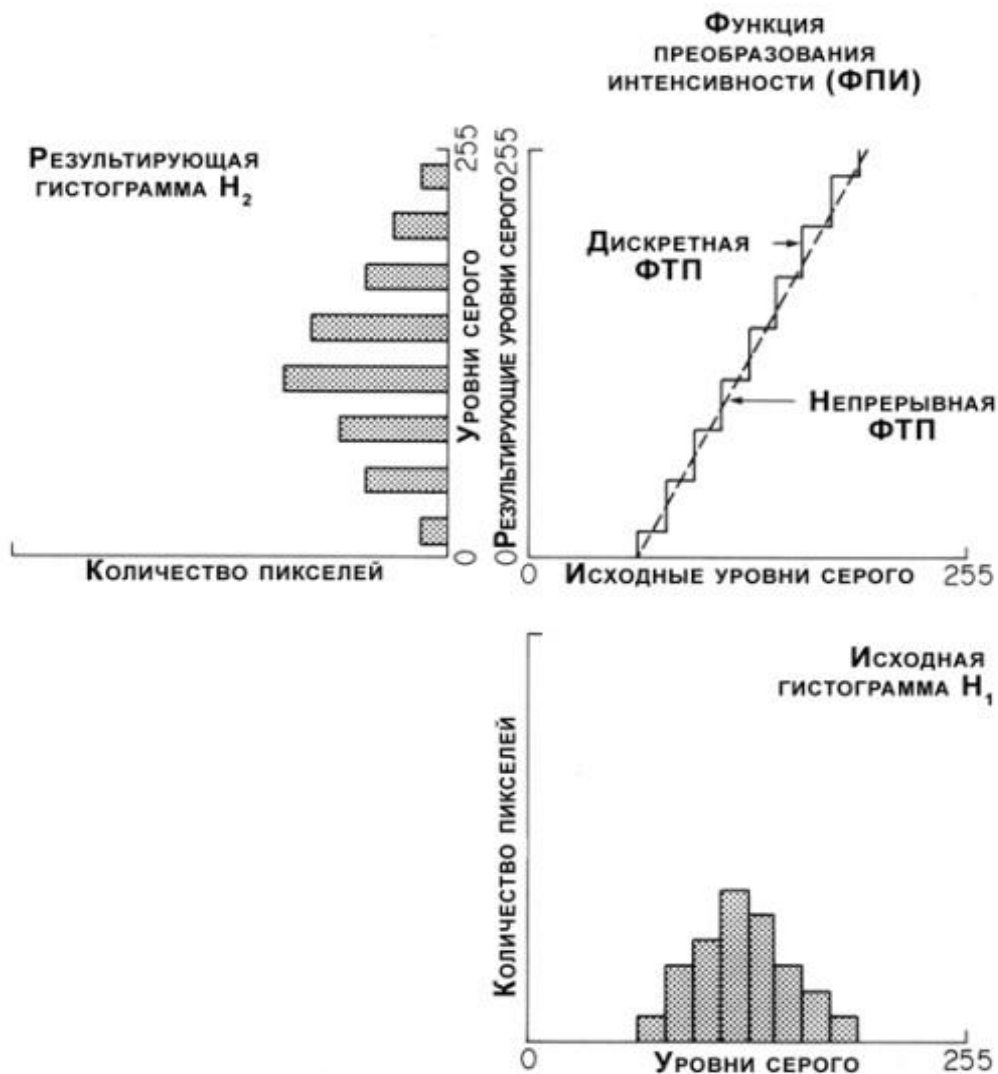 Функция
преобразования
интенсивности (ФПИ)
Результирующая
гистограмма H2
255
Уровни серого
0
Количество пикселей
255
Результирующие уровни серого
0
Дискретная
ФТП
Непрерывная
ФТП
0
Исходные уровни серого
255
Исходная
гистограмма H1
Количество пикселей
0
Уровни серого
255